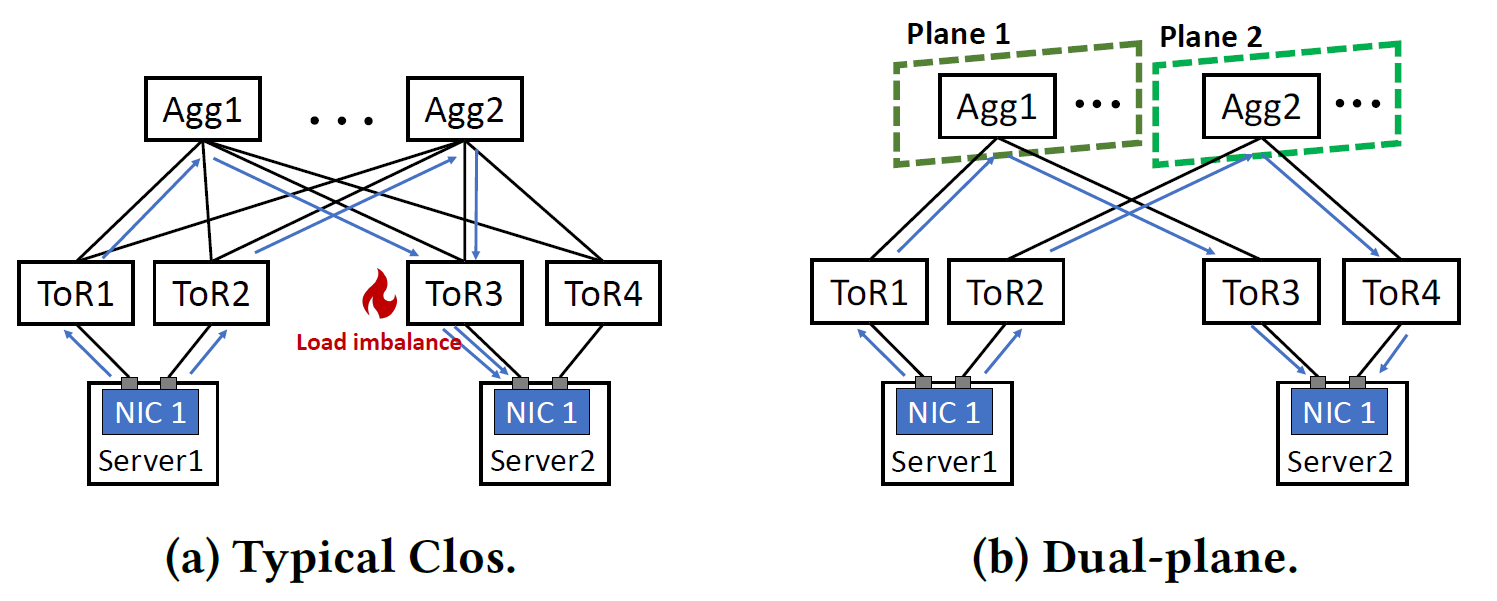 Agg1
. . .
Agg2
ToR1
ToR2
ToR3
ToR4
Load imbalance
NIC 1
Server1
NIC 1
Server2
(a) Typical Clos.
Plane 1
Plane 2
Agg1
...
Agg2
...
ToR1
ToR2
ToR3
ToR4
NIC 1
Server1
NIC 1
Server2
(b) Dual-plane.